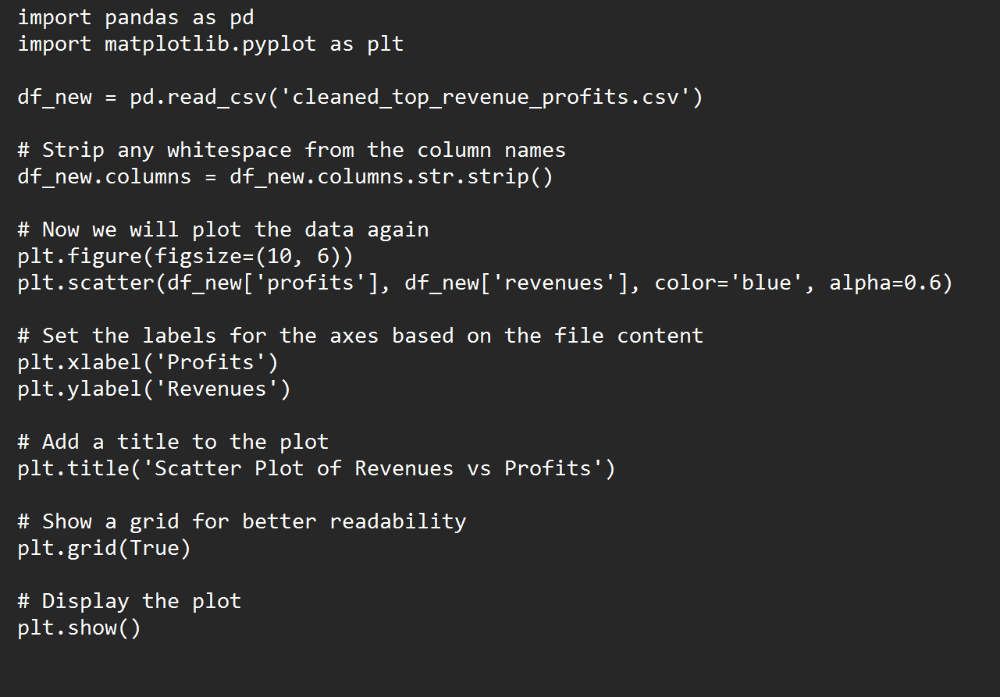 import pandas as pd
import matplotlib.pyplot as plt
df_new = pd.read_csv('cleaned_top_revenue_profits.csv')
# Strip any whitespace from the column names
df_new.columns = df_new.columns.str.strip()
# Now we will plot the data again
plt.figure(figsize=(10, 6))
plt.scatter(df_new['profits'], df_new['revenues'], color='blue', alpha=0.6)
# Set the labels for the axes based on the file content
plt.xlabel('Profits')
plt.ylabel('Revenues')
# Add a title to the plot
plt.title('Scatter Plot of Revenues vs Profits')
# Show a grid for better readability
plt.grid(True)
# Display the plot
plt.show()